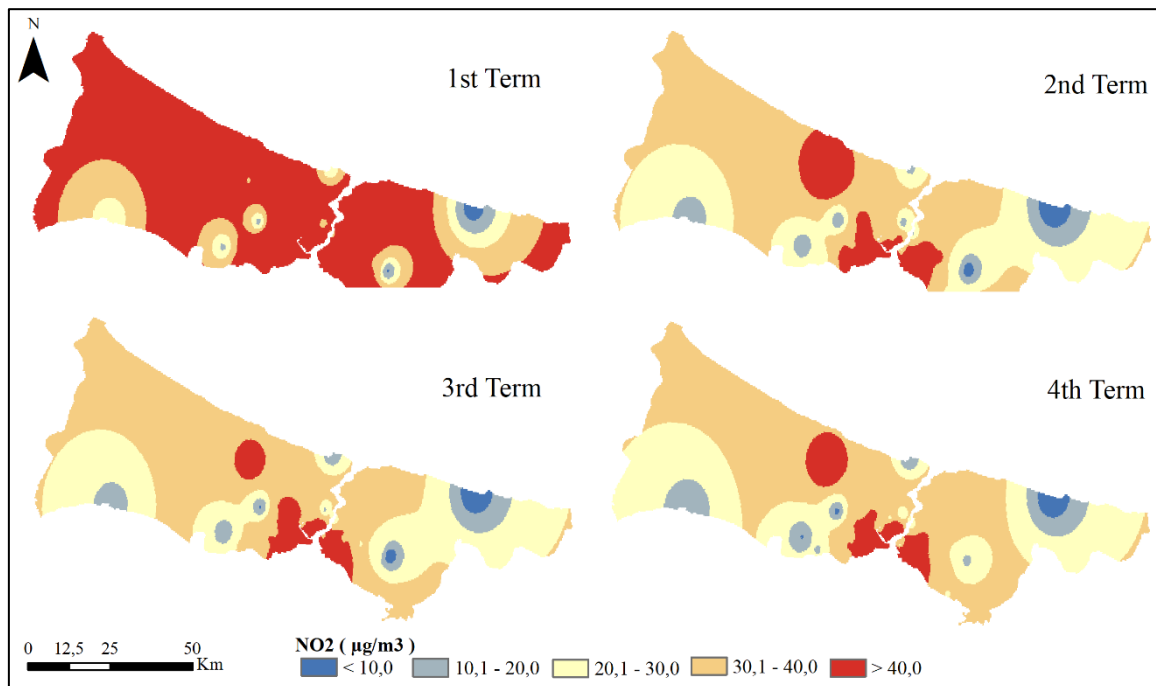 N
1st Term
2nd Term
3rd Term
4th Term
0 12,5 25 50
Km
NO2 ( µg/m3 )
< 10,0 10,1 - 20,0 20,1 - 30,0 30,1 - 40,0 > 40,0